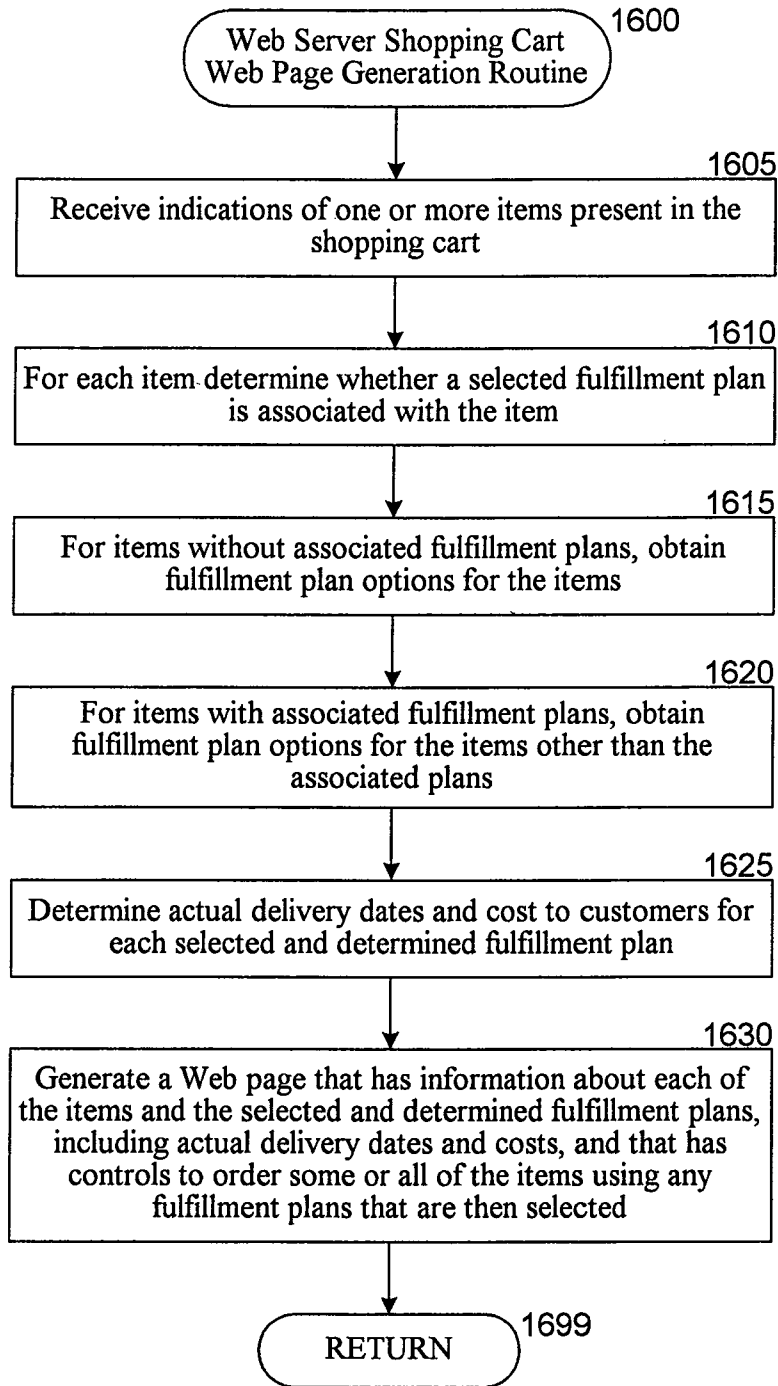 1600
Web Server Shopping Cart
Web Page Generation Routine
1605
Receive indications of one or more items present in the
shopping cart
1610
For each item determine whether a selected fulfillment plan
is associated with the item
1615
For items without associated fulfillment plans, obtain
fulfillment plan options for the items
1620
For items with associated fulfillment plans, obtain
fulfillment plan options for the items other than the
associated plans
1625
Determine actual delivery dates and cost to customers for
each selected and determined fulfillment plan
1630
Generate a Web page that has information about each of
the items and the selected and determined fulfillment plans,
including actual delivery dates and costs, and that has
controls to order some or all of the items using any
fulfillment plans that are then selected
1699
RETURN